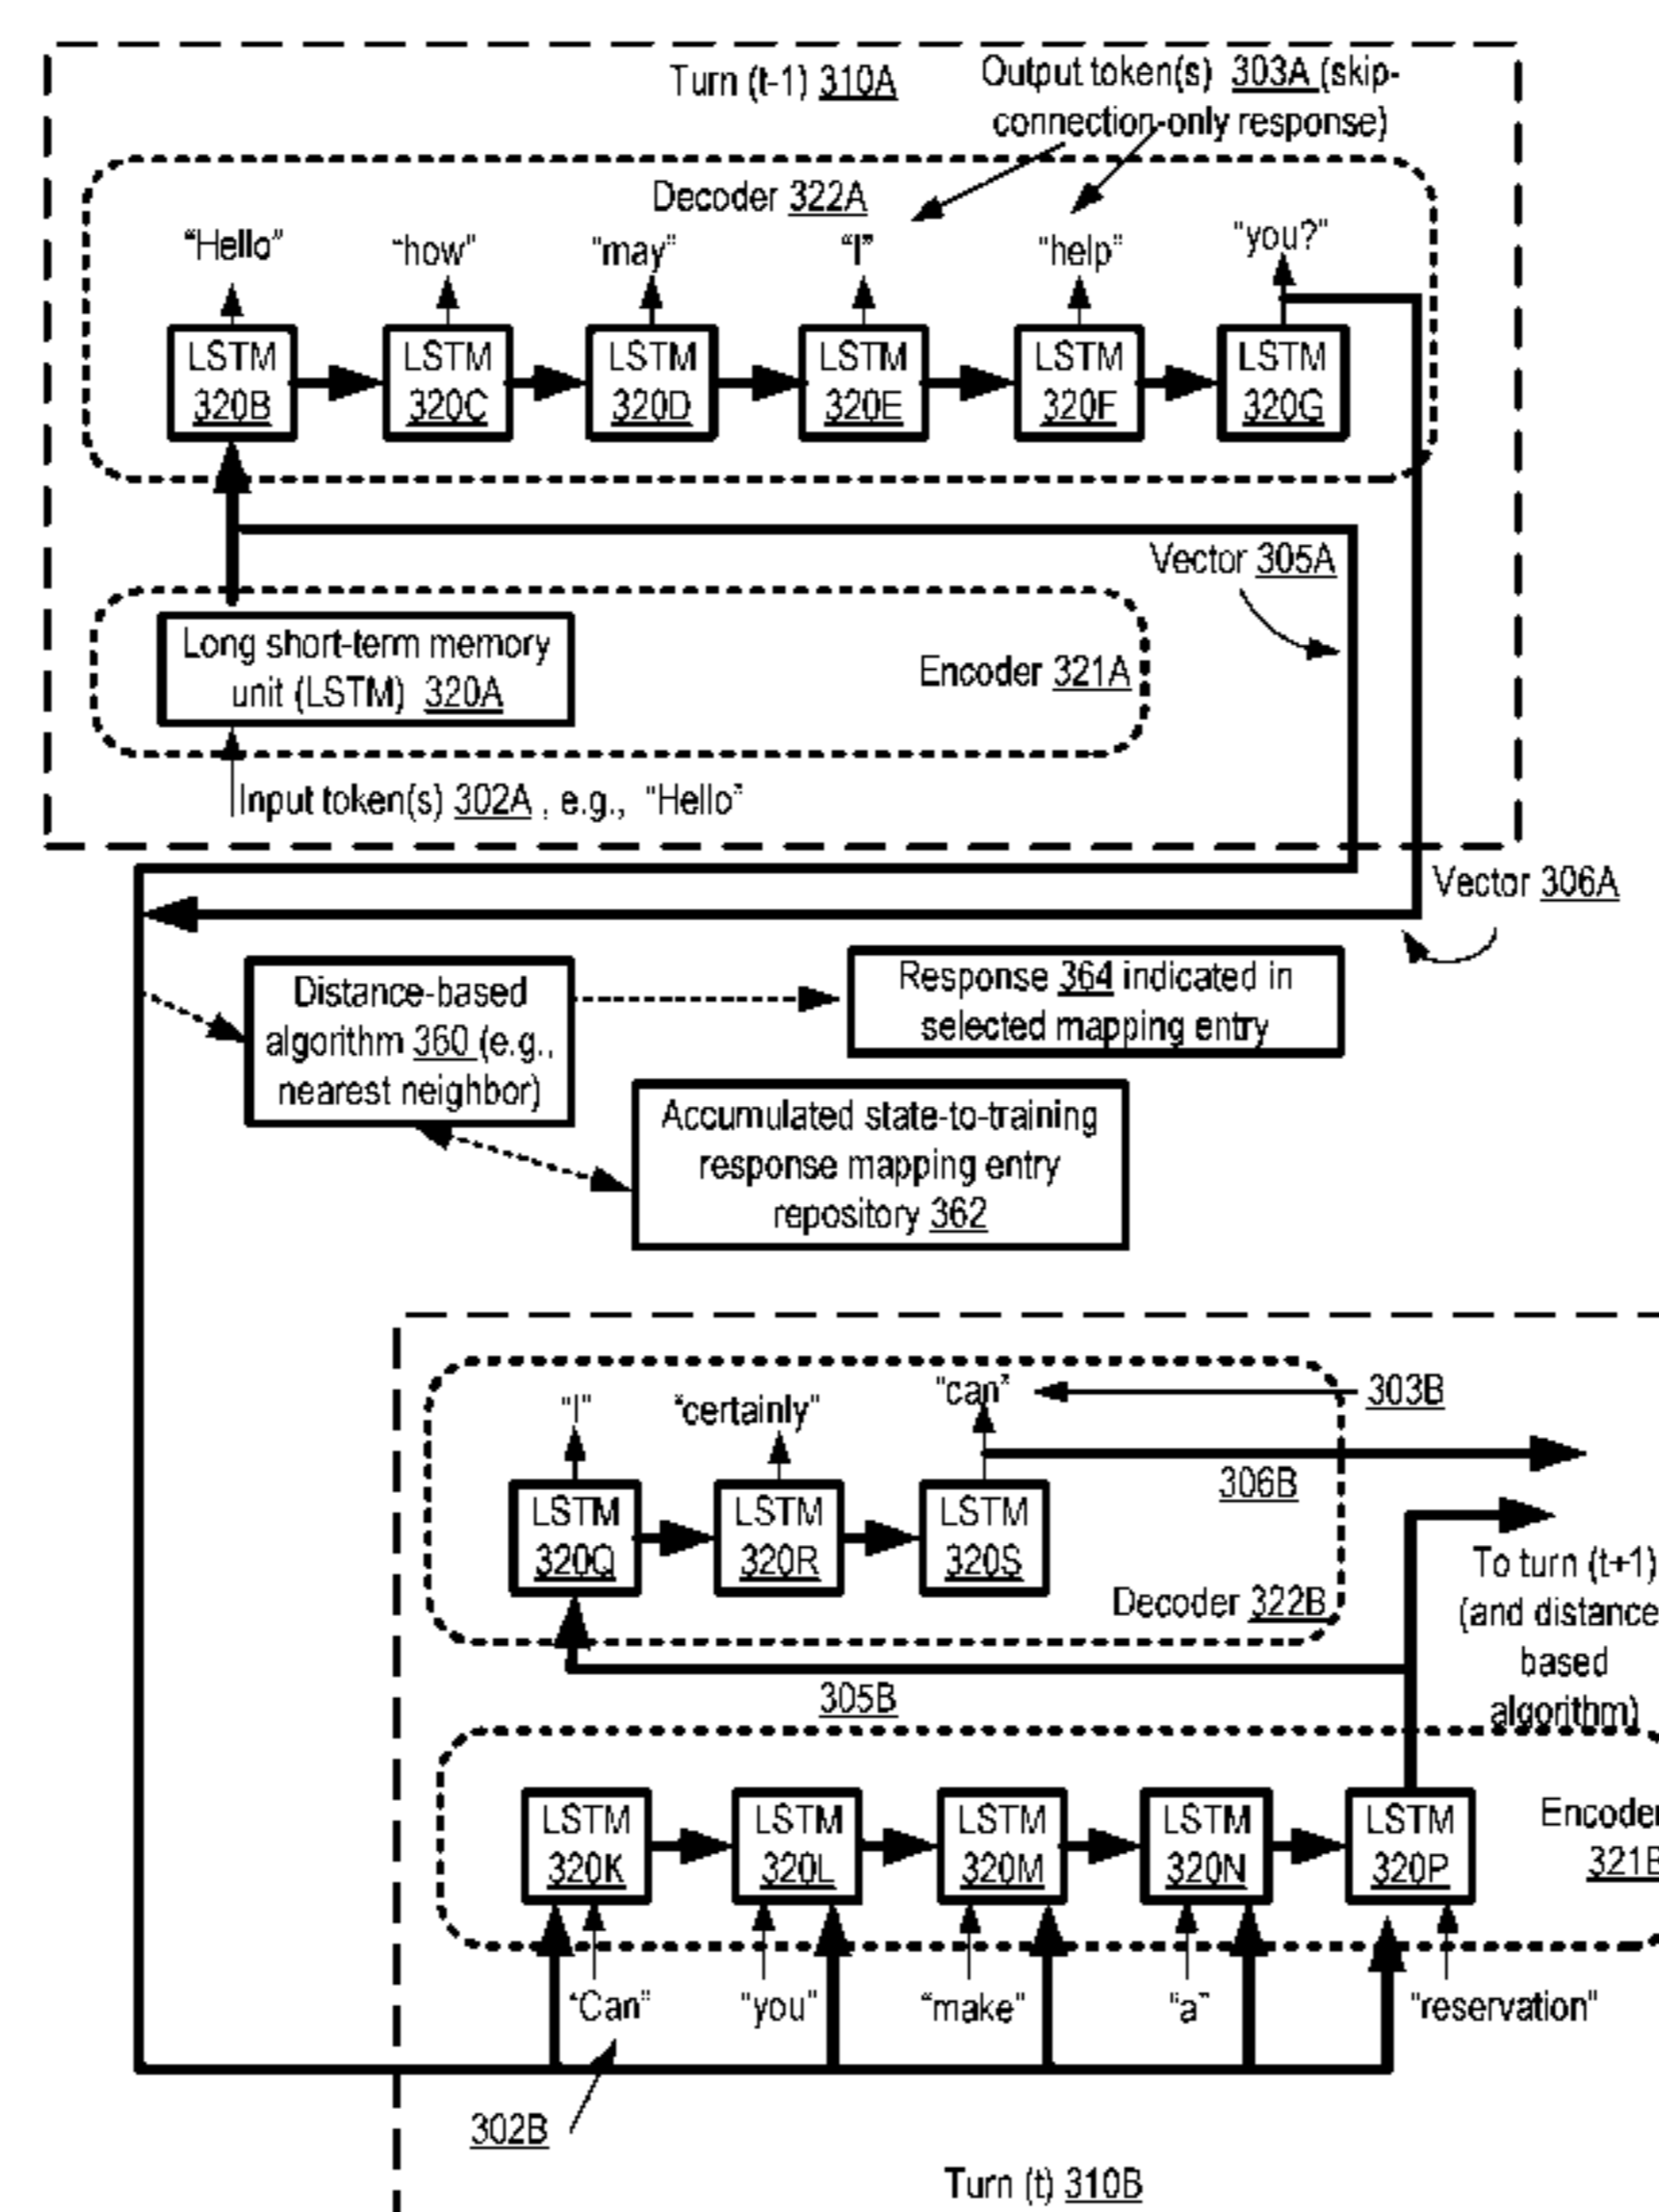 Turn (t-1) 310A
Output token(s) 303A (skip-
connection-only response)
Decoder 322A
"Hello"
"how"
"may"
"I"
"help"
"you?"
LSTM
320B
LSTM
320C
LSTM
320D
LSTM
320E
LSTM
320F
LSTM
320G
Vector 305A
Long short-term memory
unit (LSTM) 320A
Encoder 321A
Input token(s) 302A , e.g., "Hello"
Vector 306A
Distance-based
algorithm 360 (e.g.,
nearest neighbor)
Response 364 indicated in
selected mapping entry
Accumulated state-to-training
response mapping entry
repository 362
"I"
"certainly"
"can"
303B
306B
LSTM
320Q
LSTM
320R
LSTM
320S
Decoder 322B
To turn (t+1)
(and distance
based
algorithm)
305B
LSTM
320K
LSTM
320L
LSTM
320M
LSTM
320N
LSTM
320P
Encoder
321B
"Can"
"you"
"make"
"a"
"reservation"
302B
Turn (t) 310B